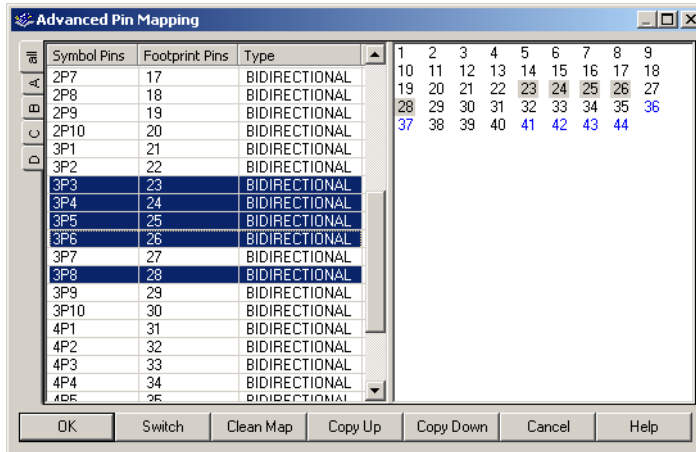 Advanced Pin Mapping
all
A
B
C
D
Symbol Pins Footprint Pins Type
2P7 17 BIDIRECTIONAL
2P8 18 BIDIRECTIONAL
2P9 19 BIDIRECTIONAL
2P10 20 BIDIRECTIONAL
3P1 21 BIDIRECTIONAL
3P2 22 BIDIRECTIONAL
3P3 23 BIDIRECTIONAL
3P4 24 BIDIRECTIONAL
3P5 25 BIDIRECTIONAL
3P6 26 BIDIRECTIONAL
3P7 27 BIDIRECTIONAL
3P8 28 BIDIRECTIONAL
3P9 29 BIDIRECTIONAL
3P10 30 BIDIRECTIONAL
4P1 31 BIDIRECTIONAL
4P2 32 BIDIRECTIONAL
4P3 33 BIDIRECTIONAL
4P4 34 BIDIRECTIONAL
4P5 35 BIDIRECTIONAL
1 2 3 4 5 6 7 8 9
10 11 12 13 14 15 16 17 18
19 20 21 22 23 24 25 26 27
28 29 30 31 32 33 34 35 36
37 38 39 40 41 42 43 44
OK Switch Clean Map Copy Up Copy Down Cancel Help